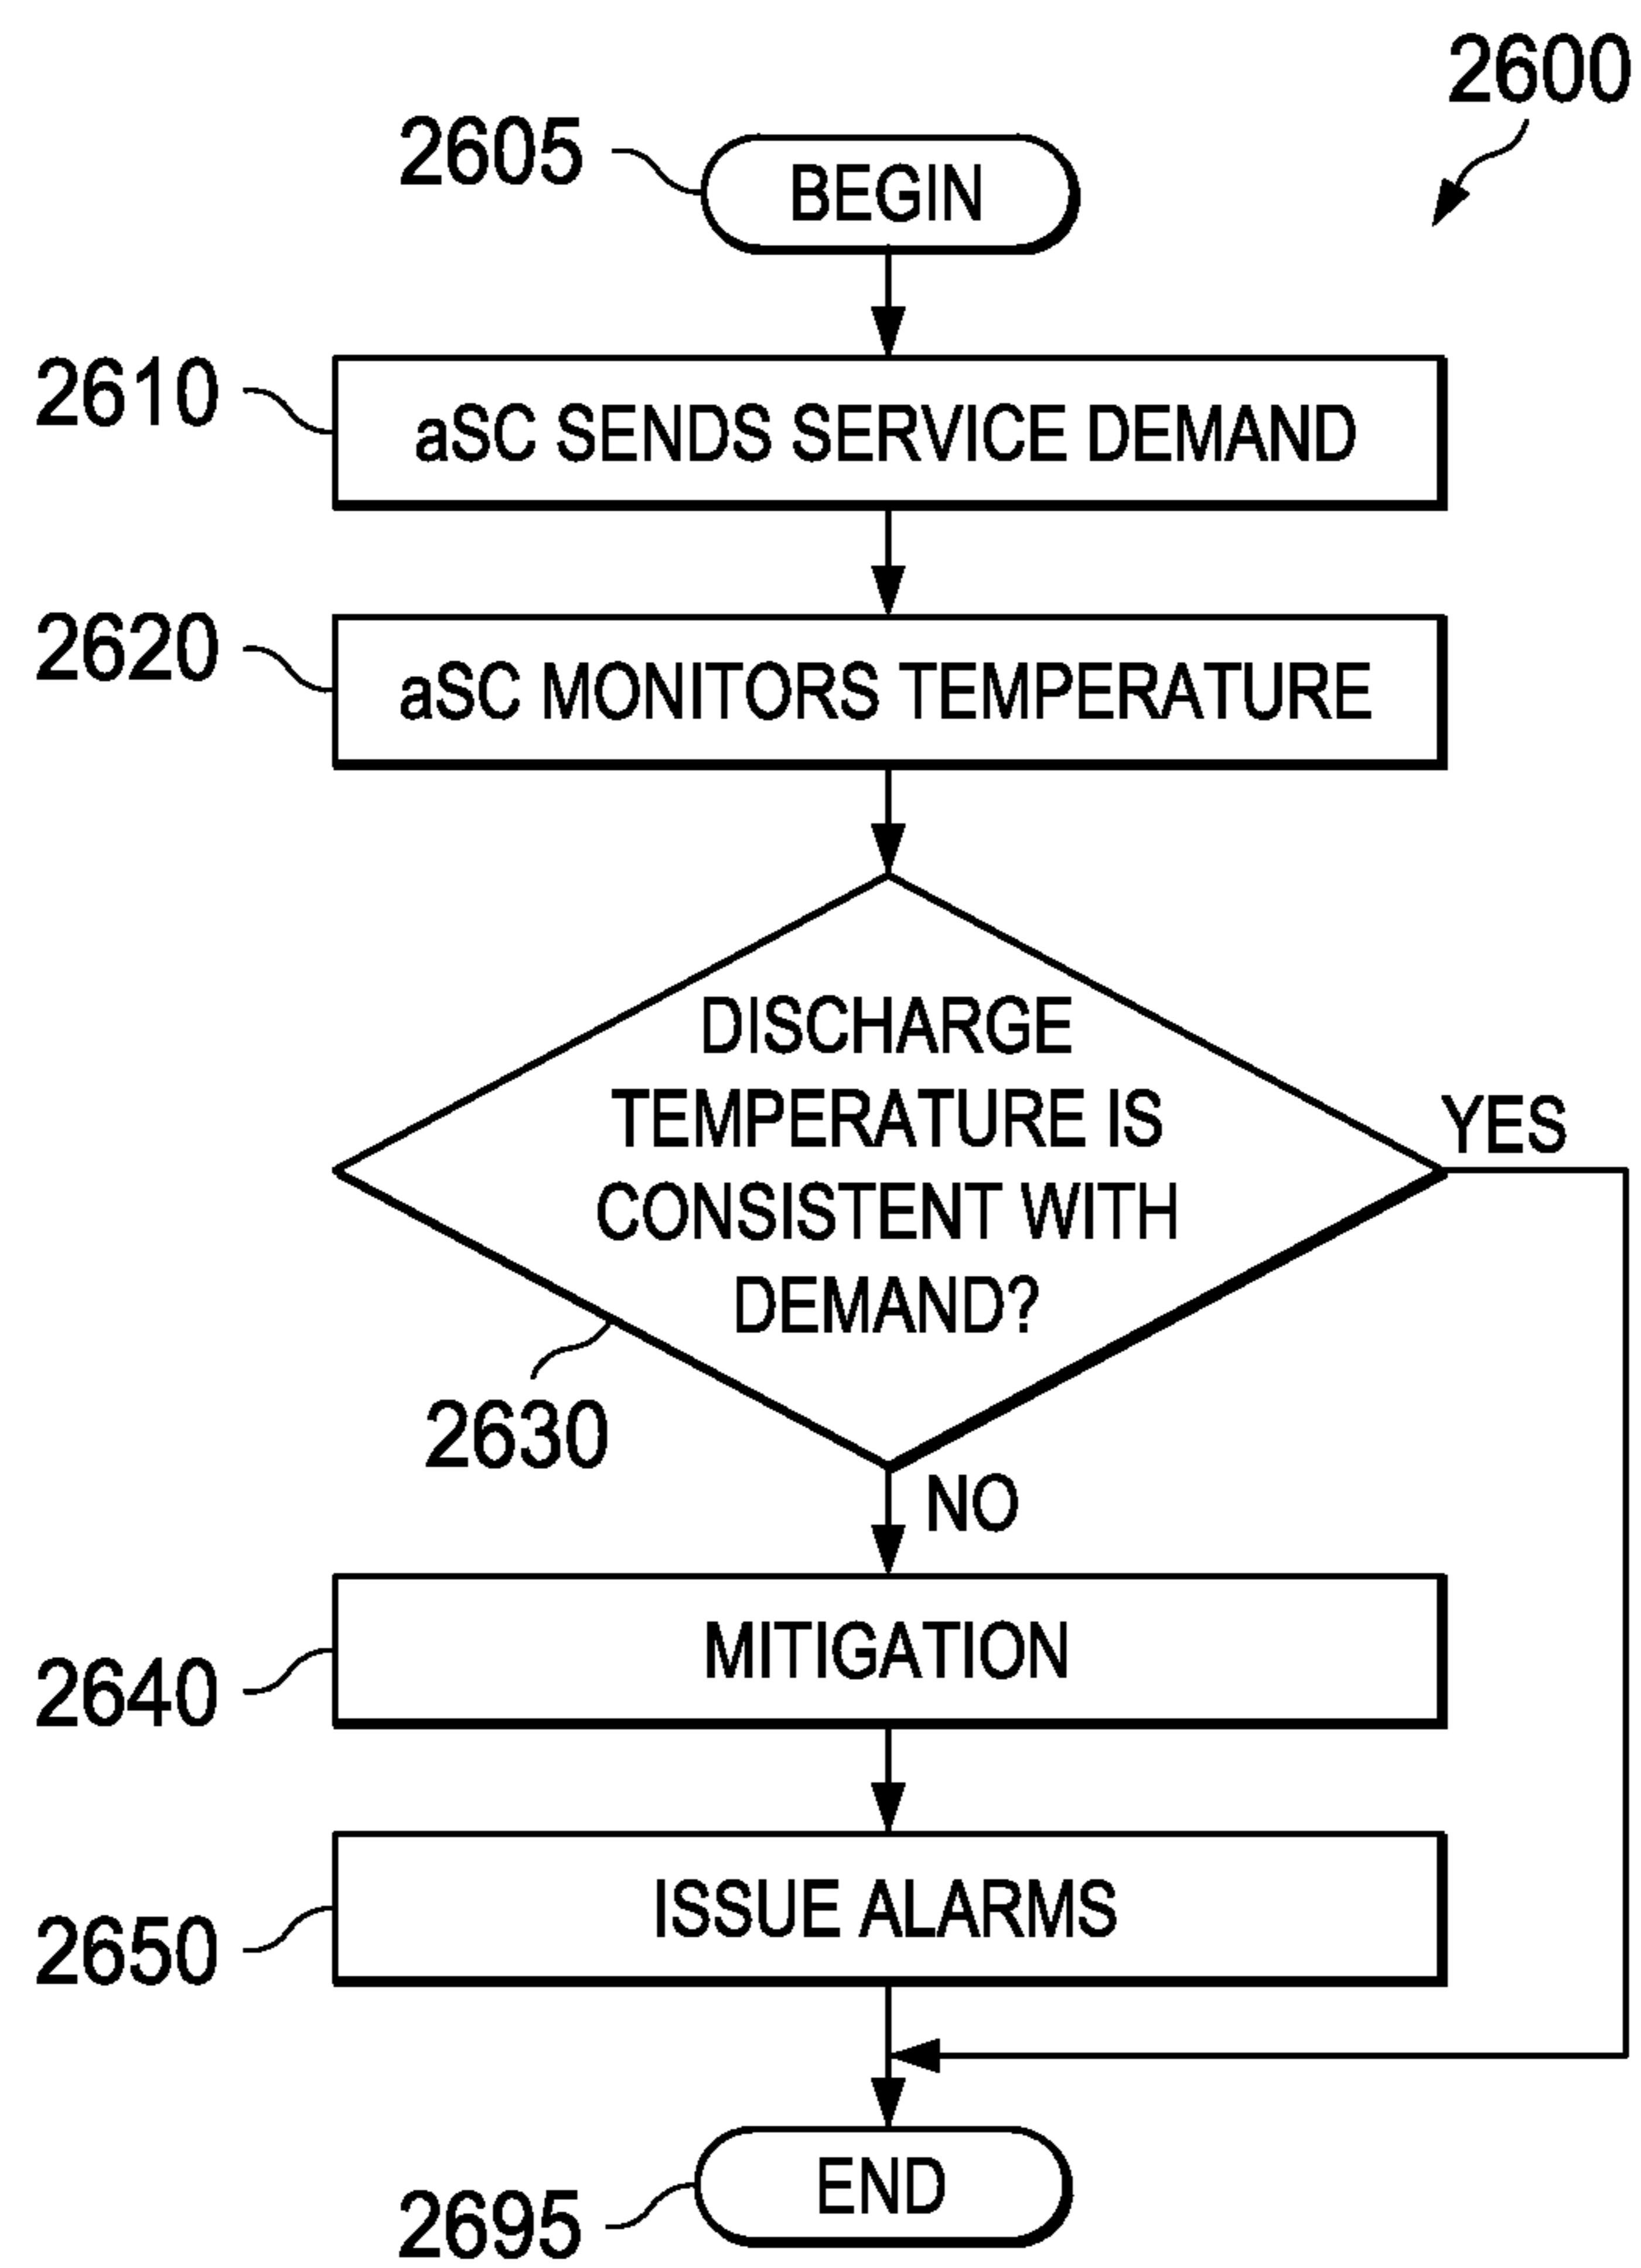 2600
2605
BEGIN
2610
aSC SENDS SERVICE DEMAND
2620
aSC MONITORS TEMPERATURE
DISCHARGE
TEMPERATURE IS
CONSISTENT WITH
DEMAND?
YES
2630
NO
MITIGATION
2640
ISSUE ALARMS
2650
END
2695